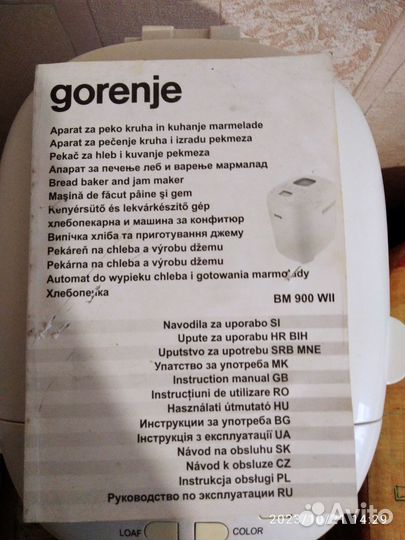 gorenje
Aparat za peko kruha in kuhanje marmelade
Aparat za pečenje kruha i izradu pekmeza
Pekač za hleb i kuvanje pekmeza
Апарат за печење леб и варење мармалад
Bread baker and jam maker
Maşină de făcut pâine şi gem
Kenyérsütő és lekvárkészítő gép
хлебопекарна и машина за конфитюр
Випічка хліба та приготування джему
Pekáreň na chleba a výrobu džemu
Pekárna na chleba a výrobu džemu
Automat do wypieku chleba i gotowania marmolady
Хлебопечка
BM 900 WII
Navodila za uporabo SI
Upute za uporabu HR BIH
Uputstvo za upotrebu SRB MNE
Упатство за употреба MK
Instruction manual GB
Instrucţiuni de utilizare RO
Használati útmutató HU
Инструкции за употреба BG
Інструкція з експлуатації UA
Návod na obsluhu SK
Návod k obsluze CZ
Instrukcja obsługi PL
Руководство по эксплуатации RU
LOAF
COLOR
14:29
Avito